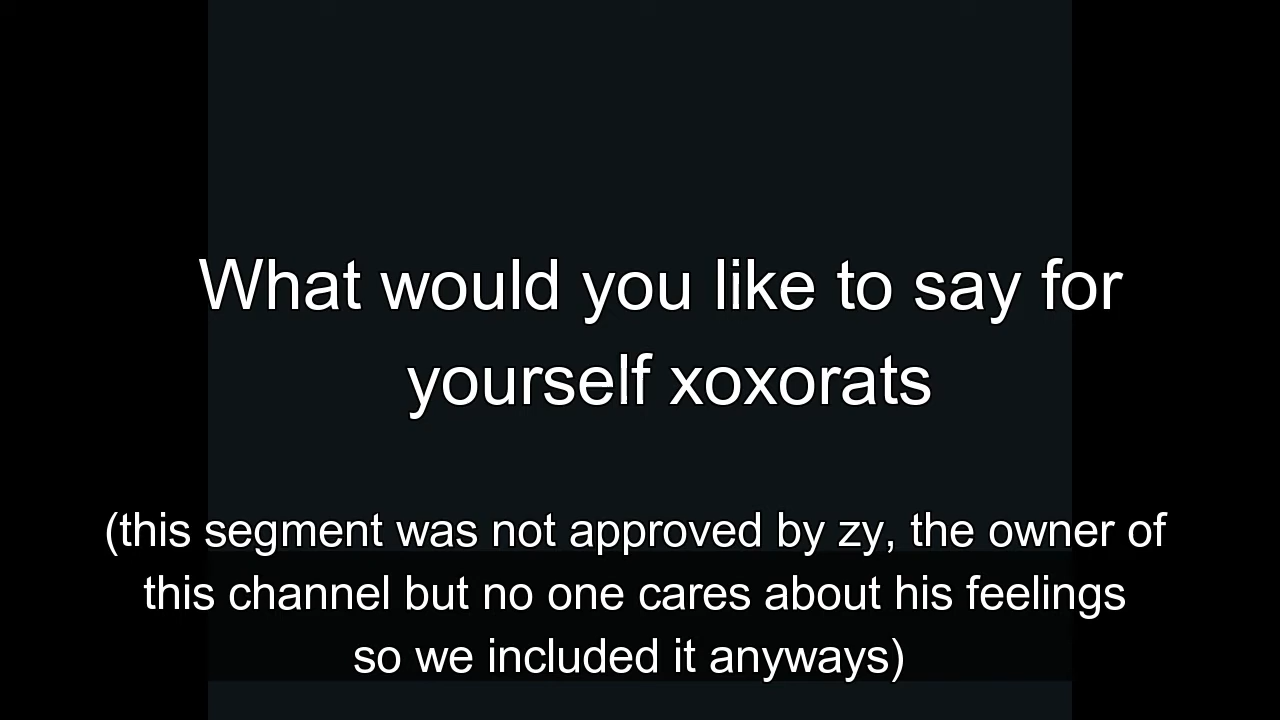 What would you like to say for
yourself xoxorats
(this segment was not approved by zy, the owner of
this channel but no one cares about his feelings
so we included it anyways)